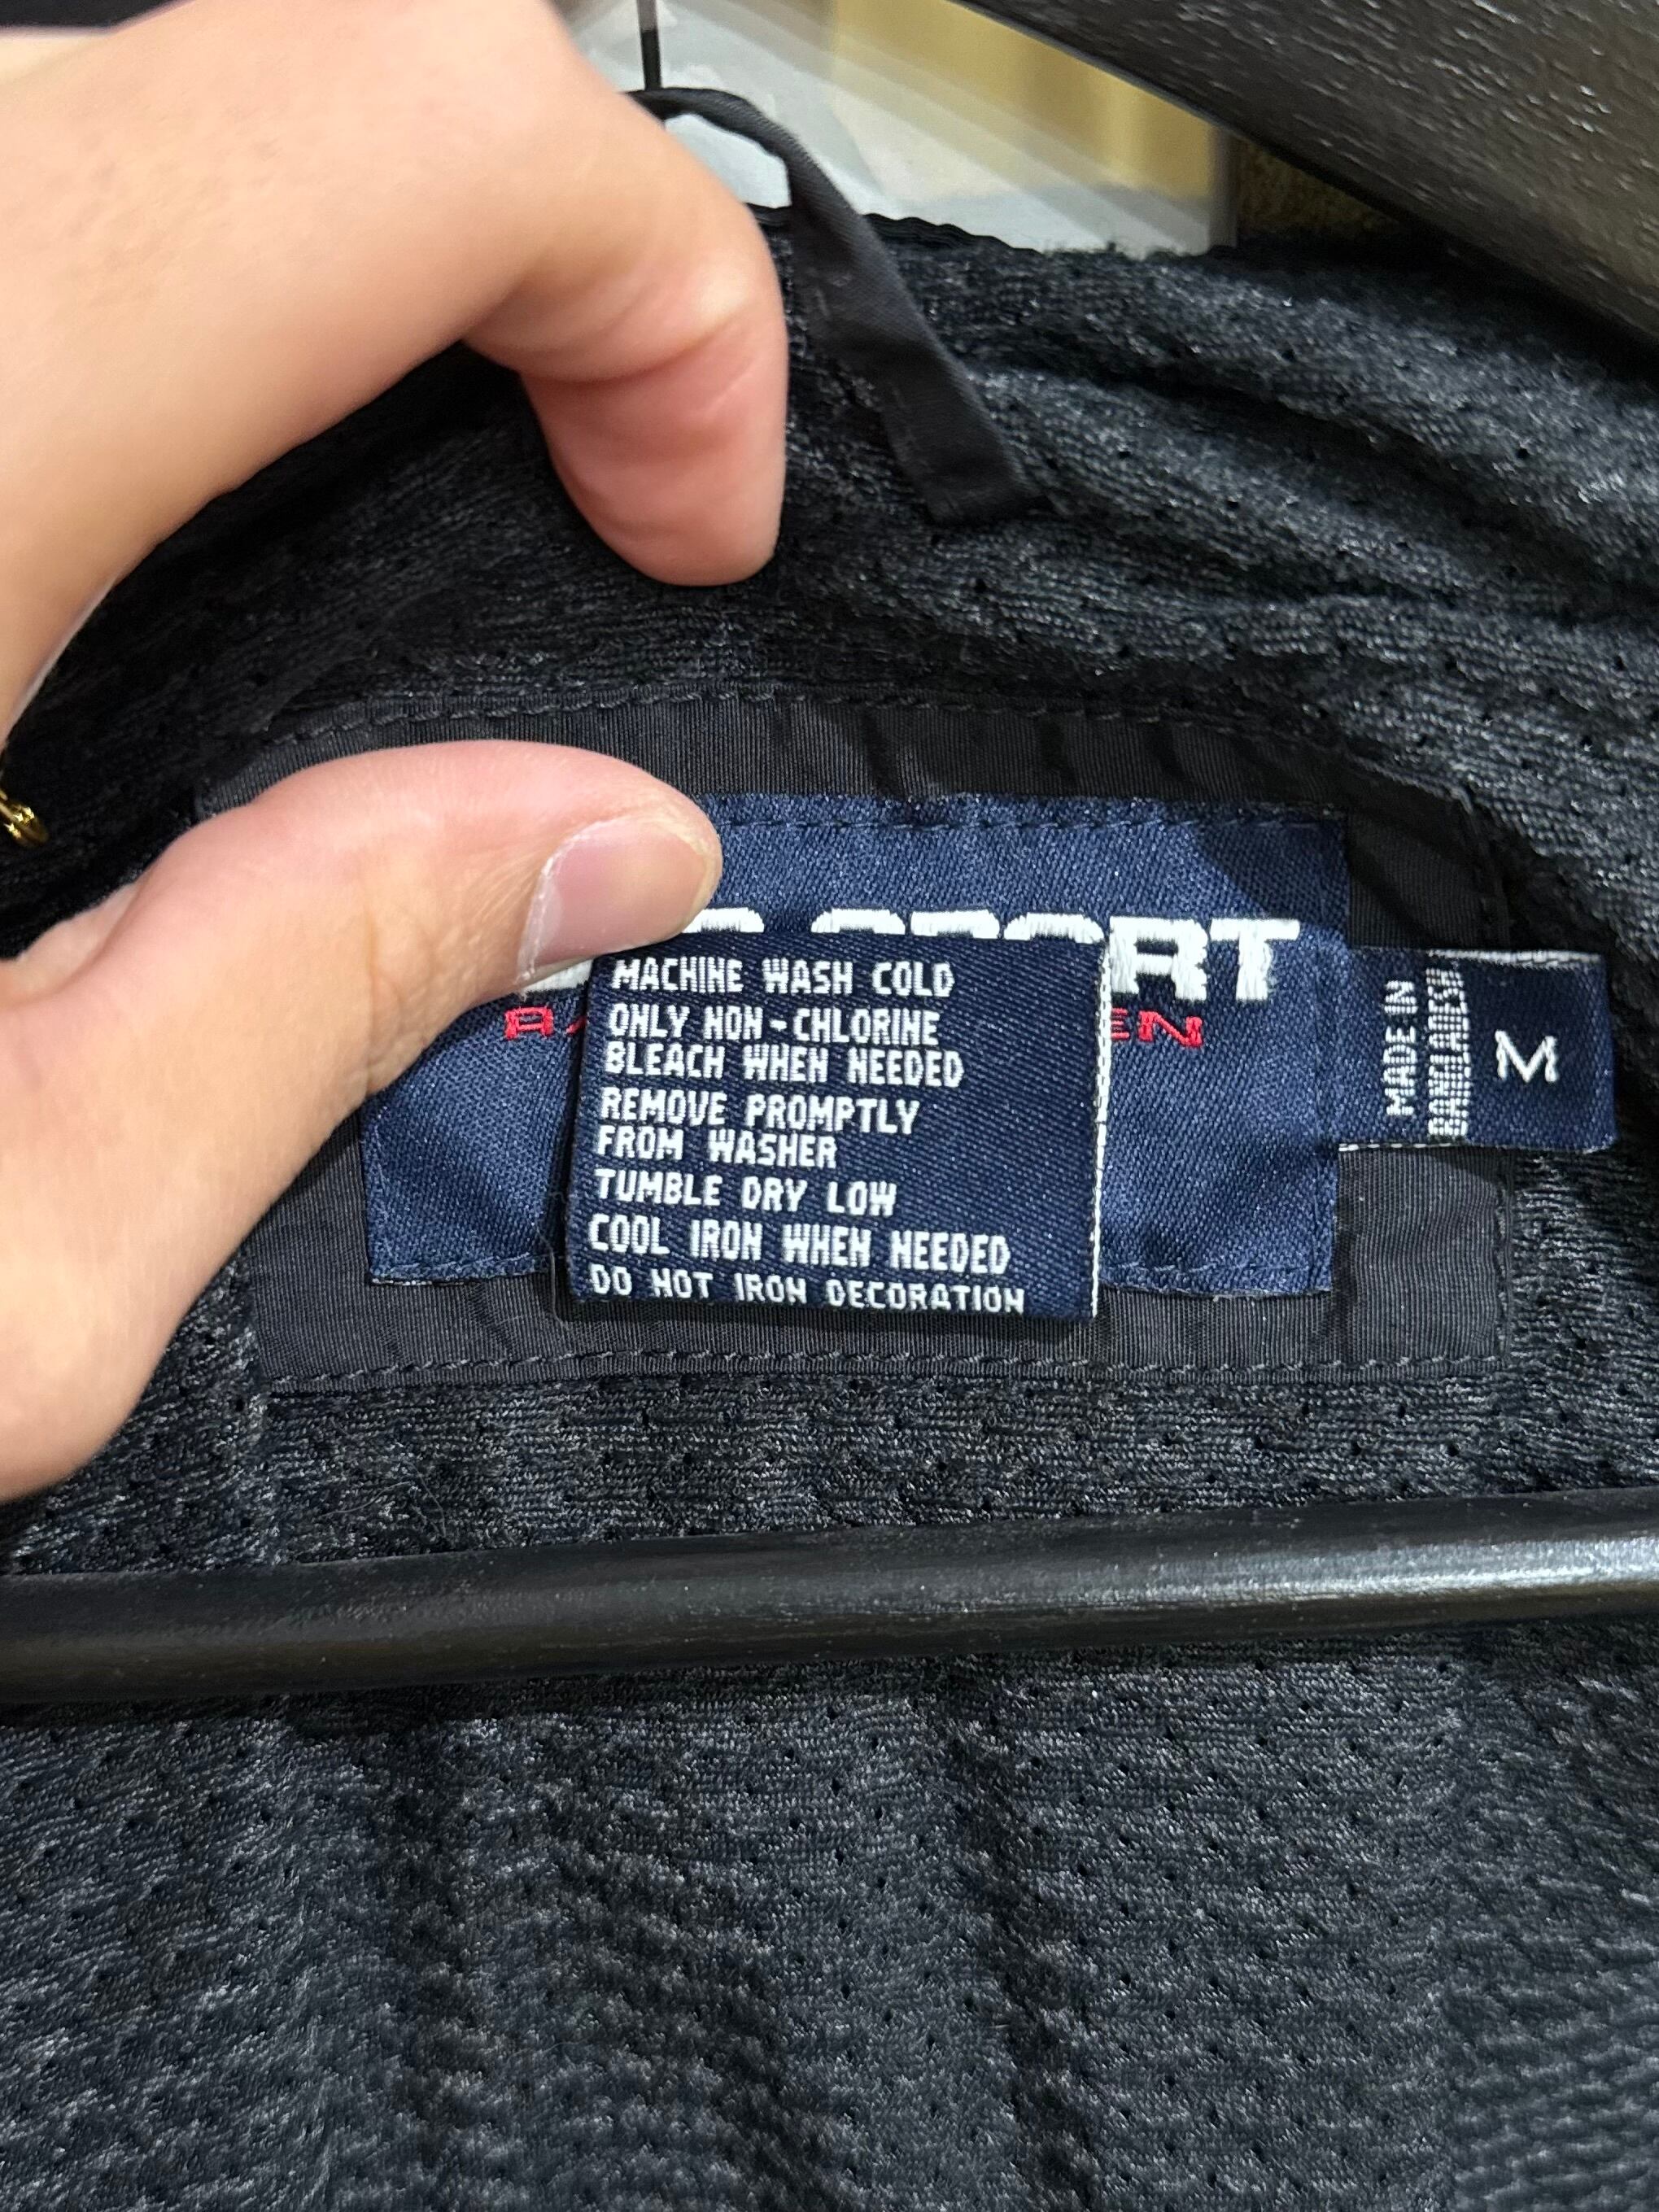 SPORT
MACHINE WASH COLD
ONLY NON-CHLORINE
BLEACH WHEN NEEDED
REMOVE PROMPTLY
FROM WASHER
TUMBLE DRY LOW
COOL IRON WHEN NEEDED
DO NOT IRON DECORATION
MADE IN
BANGLADESH
M